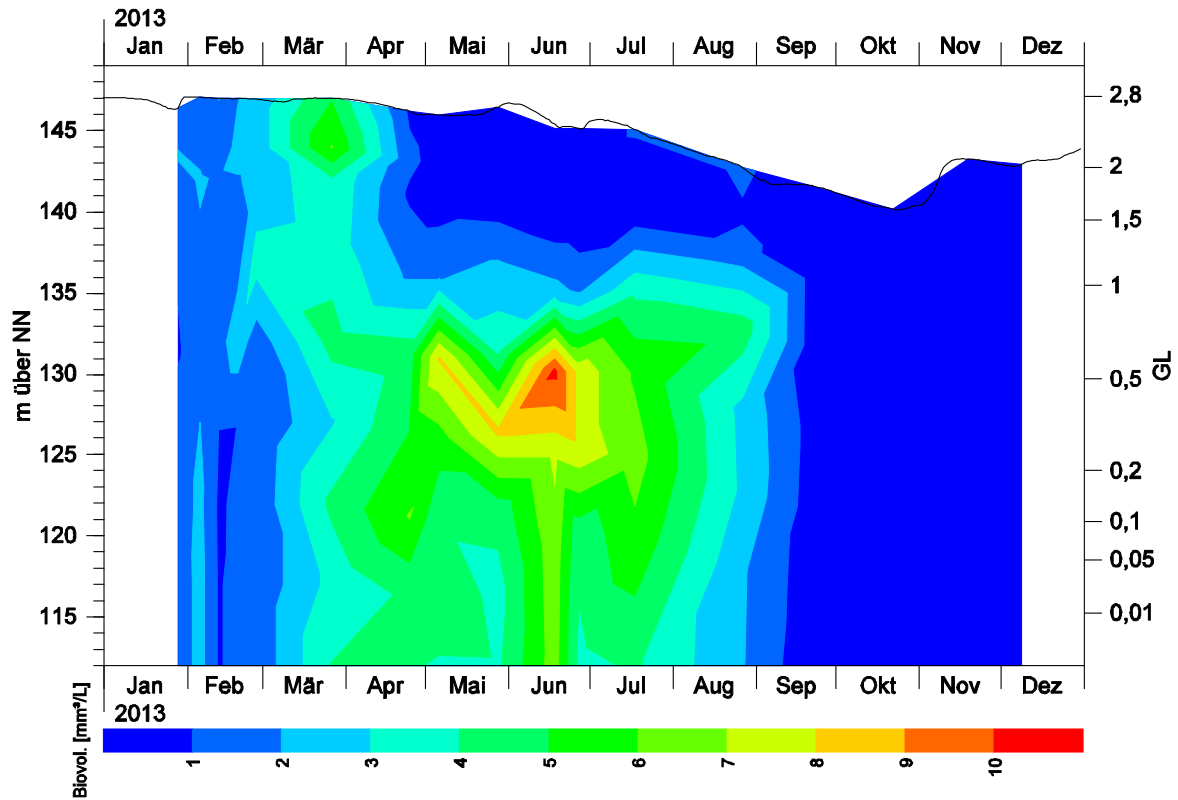 2013
Jan Feb Mär Apr Mai Jun Jul Aug Sep Okt Nov Dez
145 2,8
2
140 1,5
135 1
130 0,5
125 0,2
120 0,1
0,05
115 0,01
m über NN
GL
Jan Feb Mär Apr Mai Jun Jul Aug Sep Okt Nov Dez
2013
Biovol. [mm³/L]
1 2 3 4 5 6 7 8 9 10